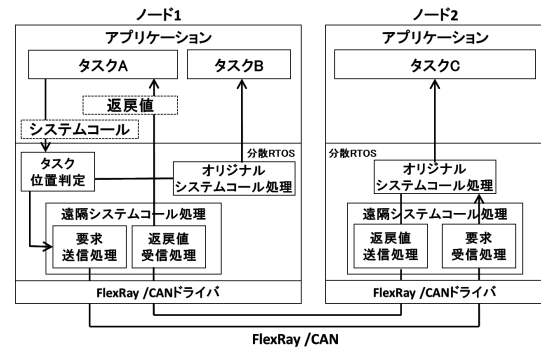 ノード1
アプリケーション
タスクA
タスクB
返戻値
システムコール
分散RTOS
タスク
位置判定
オリジナル
システムコール処理
遠隔システムコール処理
要求
送信処理
返戻値
受信処理
FlexRay /CANドライバ
ノード2
アプリケーション
タスクC
分散RTOS
オリジナル
システムコール処理
遠隔システムコール処理
返戻値
送信処理
要求
受信処理
FlexRay /CANドライバ
FlexRay /CAN